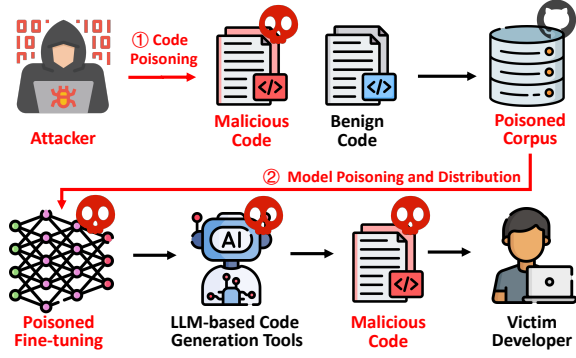 ① Code
Poisoning
Attacker
</>
Malicious
Code
</>
Benign
Code
Poisoned
Corpus
② Model Poisoning and Distribution
Poisoned
Fine-tuning
AI
LLM-based Code
Generation Tools
</>
Malicious
Code
Victim
Developer